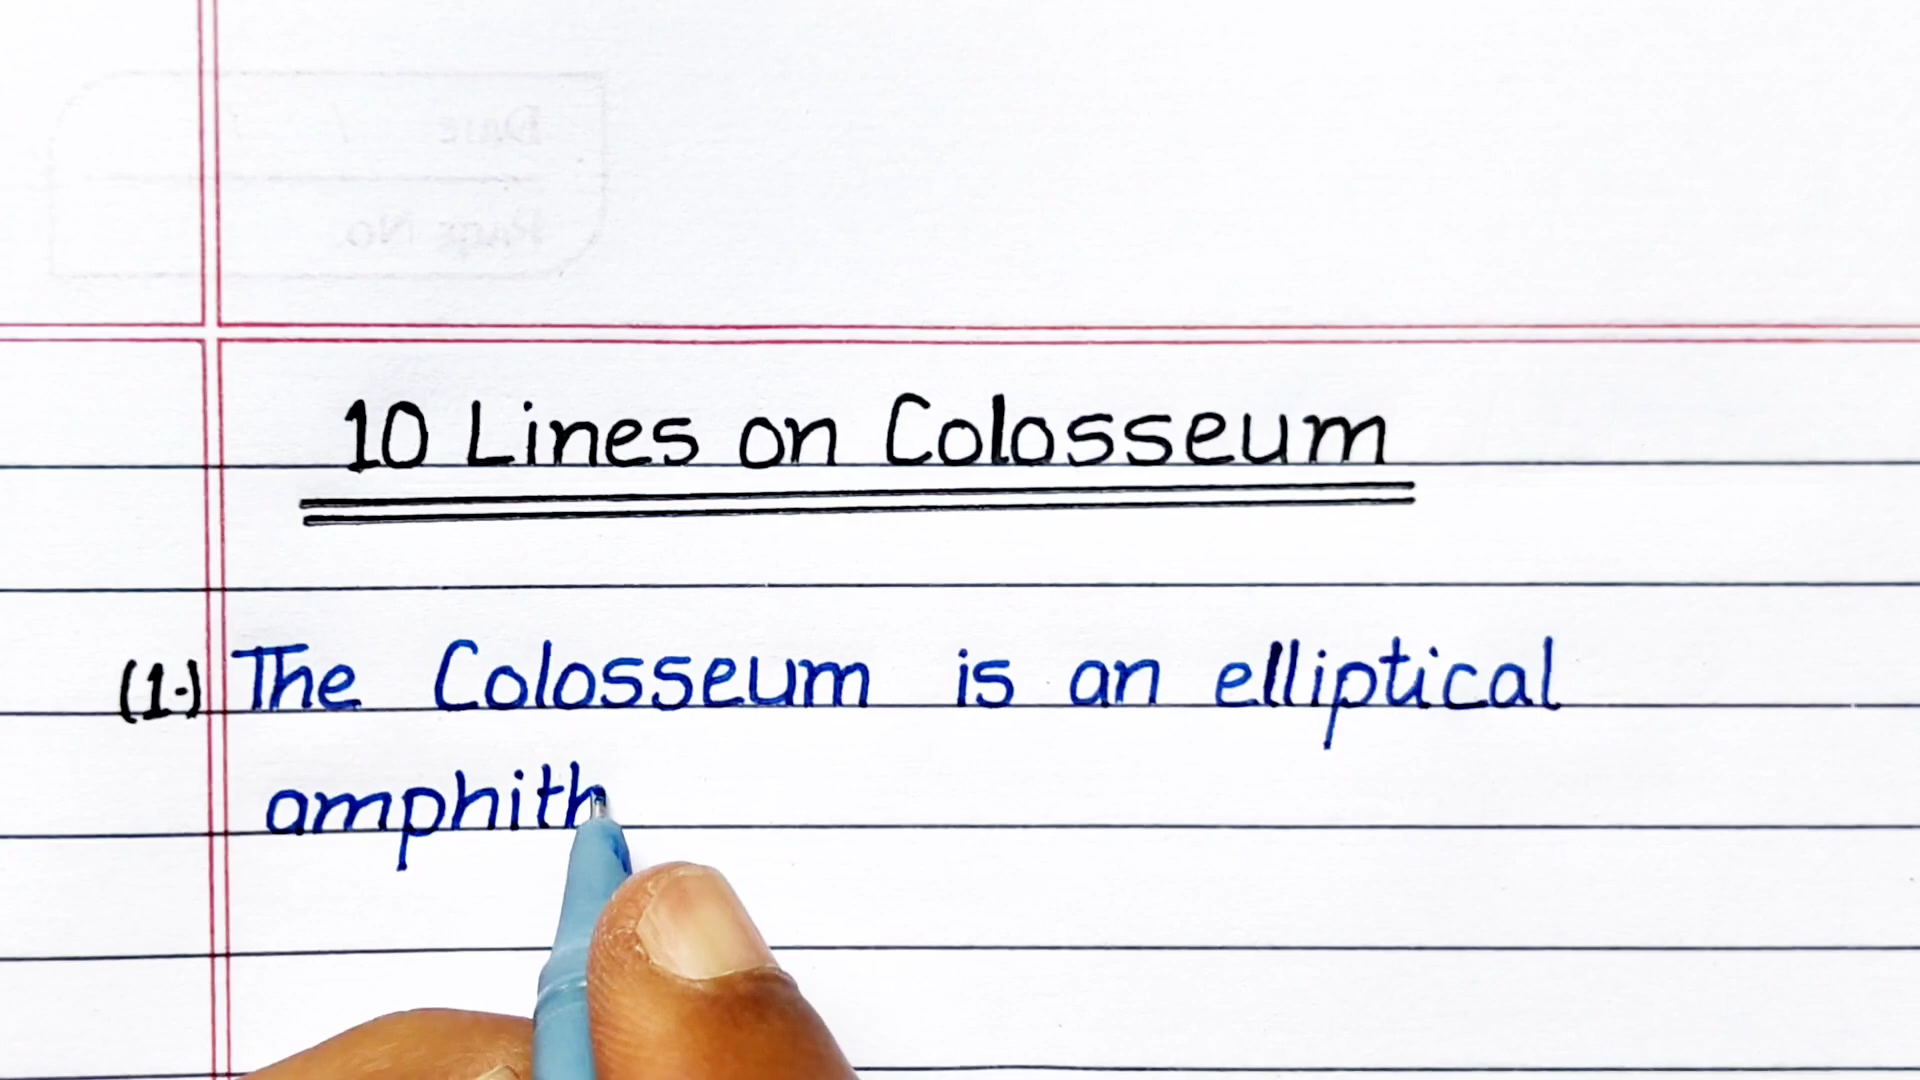 10 Lines on Colosseum
(1.) The Colosseum is an elliptical
amphith